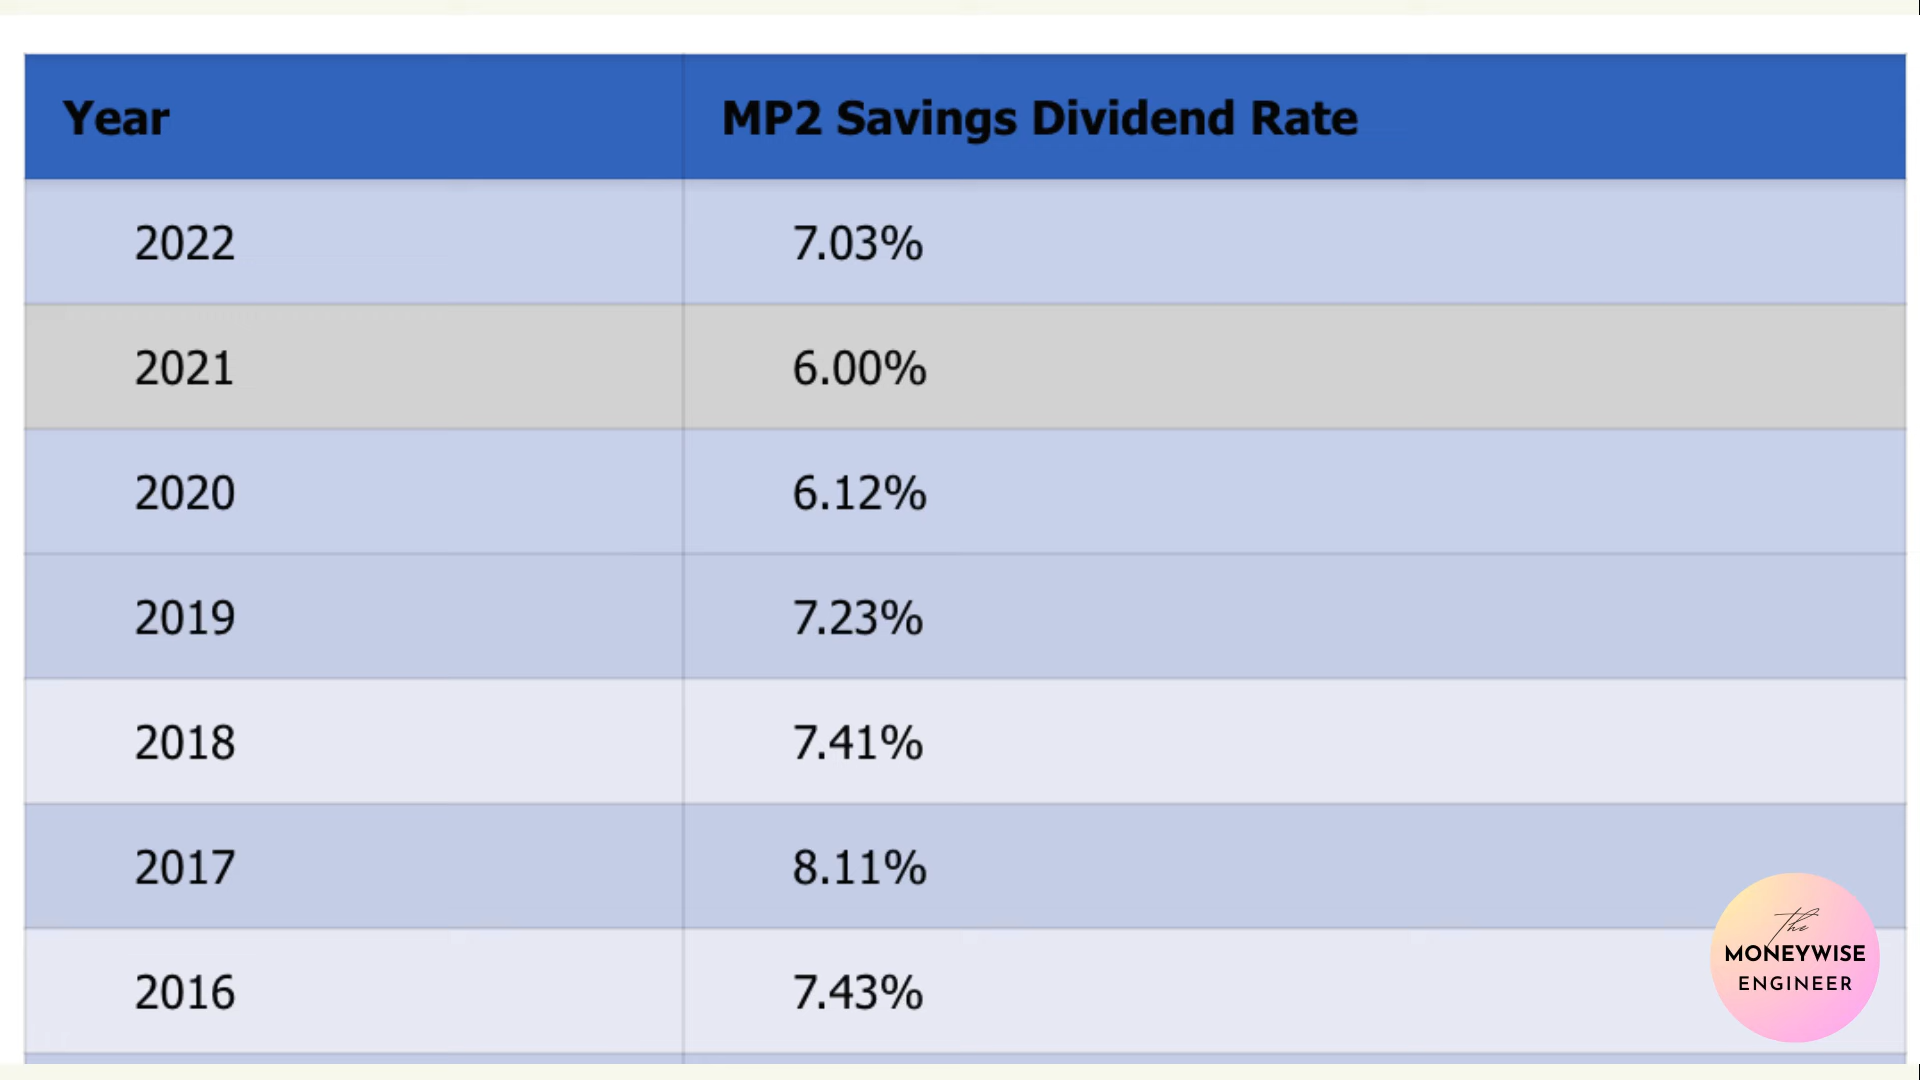 Year MP2 Savings Dividend Rate
2022 7.03%
2021 6.00%
2020 6.12%
2019 7.23%
2018 7.41%
2017 8.11%
2016 7.43%
the
MONEYWISE
ENGINEER